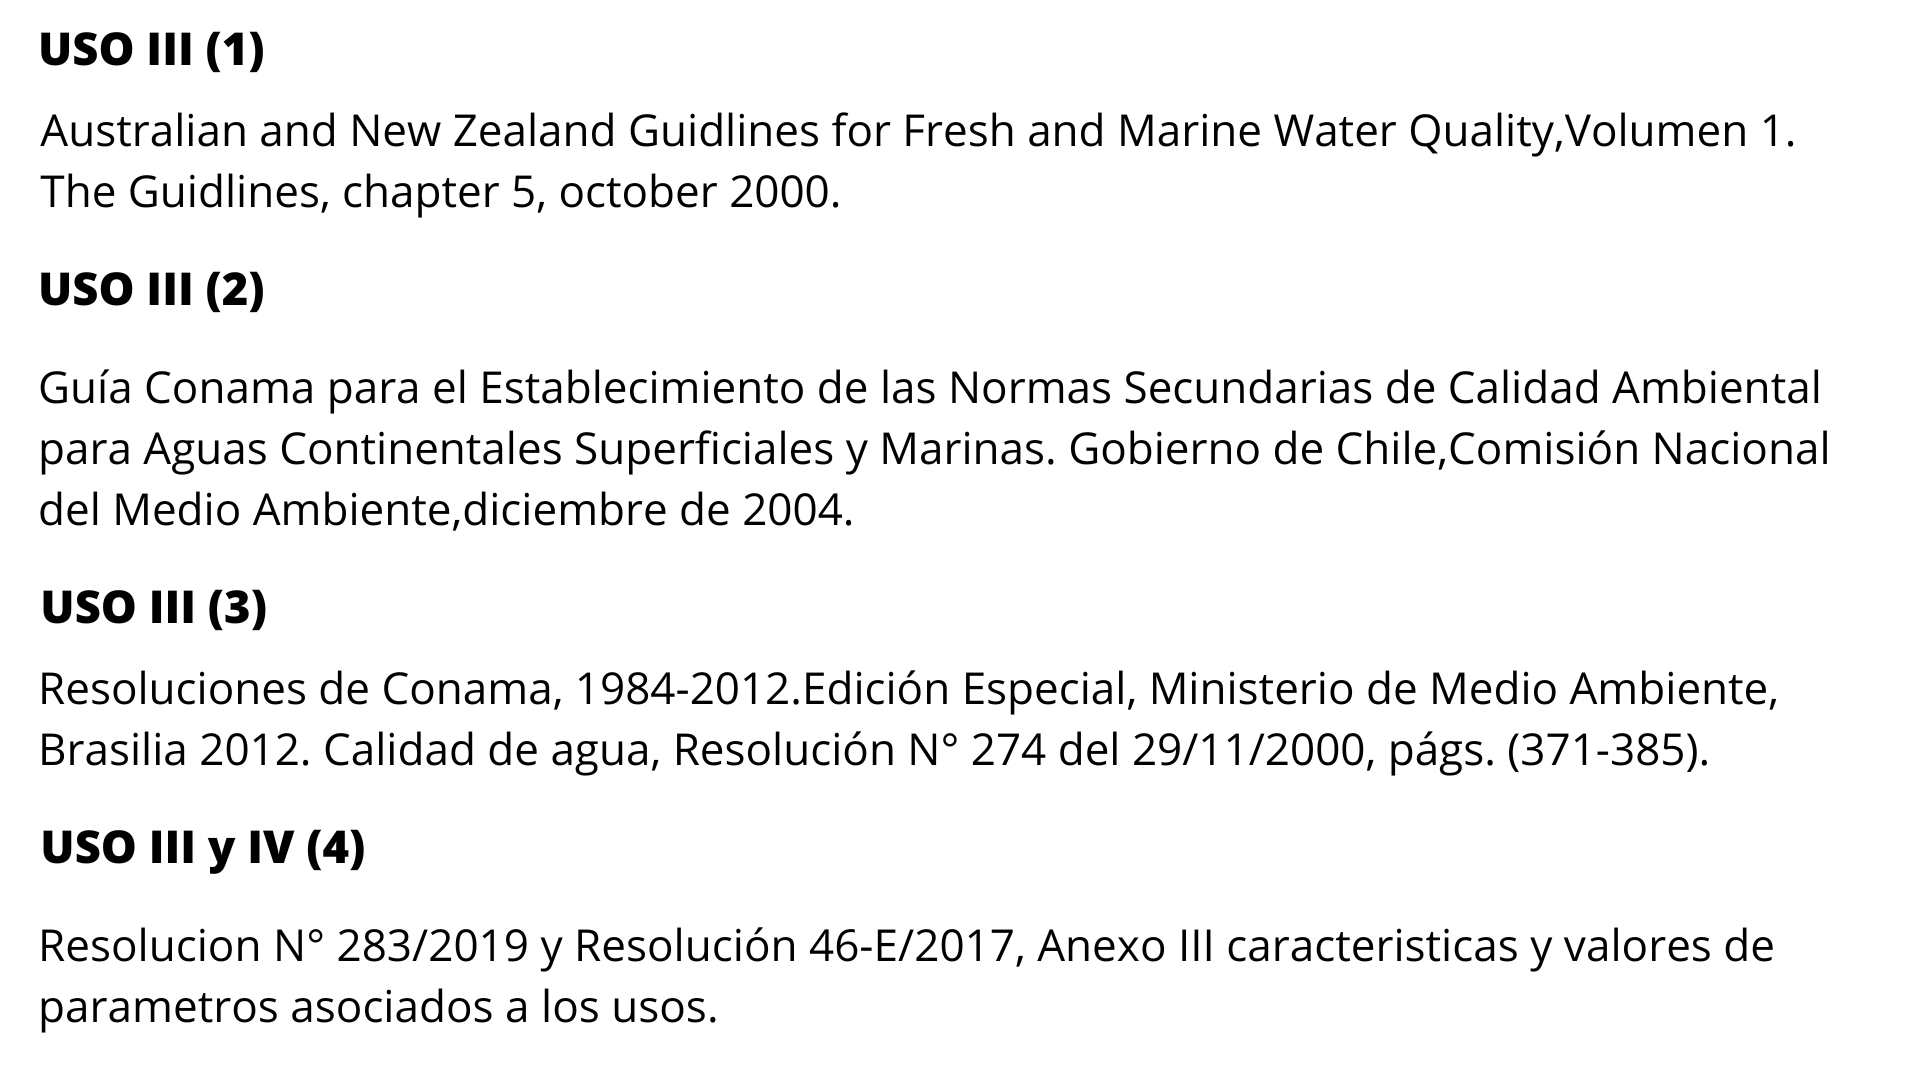 USO III (1)
Australian and New Zealand Guidlines for Fresh and Marine Water Quality,Volumen 1.
The Guidlines, chapter 5, october 2000.
USO III (2)
Guía Conama para el Establecimiento de las Normas Secundarias de Calidad Ambiental
para Aguas Continentales Superficiales y Marinas. Gobierno de Chile,Comisión Nacional
del Medio Ambiente,diciembre de 2004.
USO III (3)
Resoluciones de Conama, 1984-2012.Edición Especial, Ministerio de Medio Ambiente,
Brasilia 2012. Calidad de agua, Resolución N° 274 del 29/11/2000, págs. (371-385).
USO III y IV (4)
Resolucion N° 283/2019 y Resolución 46-E/2017, Anexo III caracteristicas y valores de
parametros asociados a los usos.